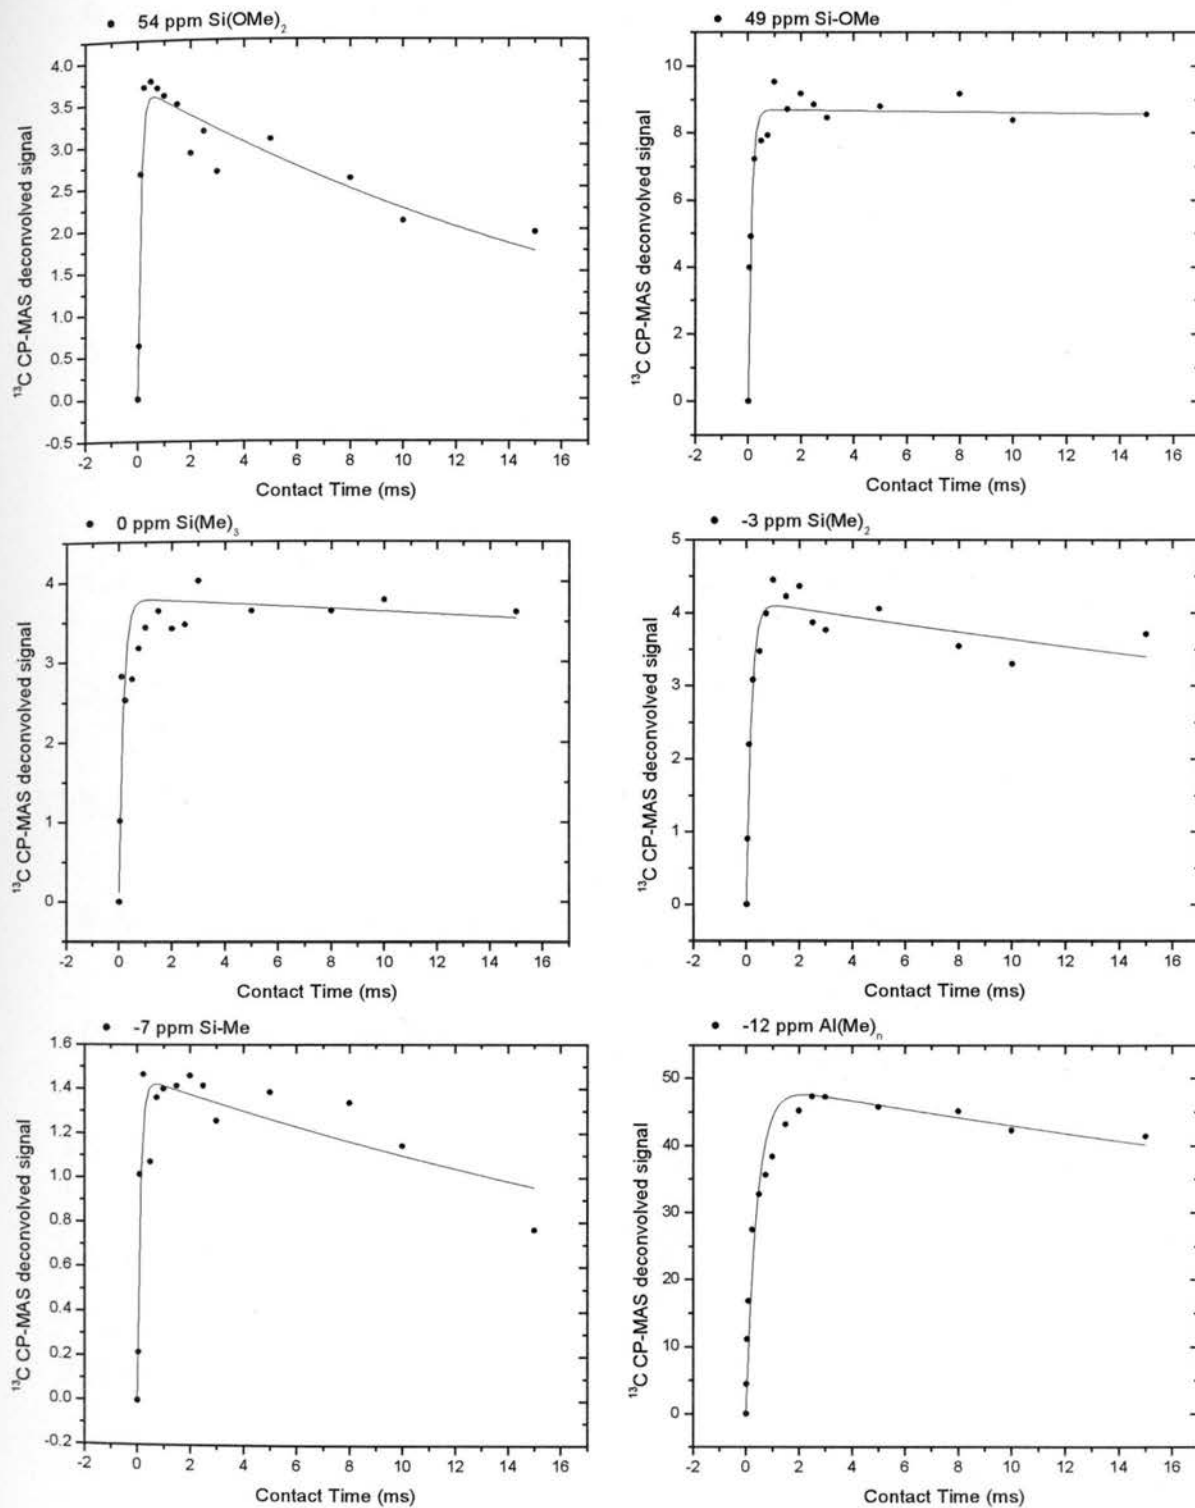 54 ppm Si(OMe)₂
4.0
3.5
3.0
2.5
2.0
1.5
1.0
0.5
0.0
-0.5
-2 0 2 4 6 8 10 12 14 16
Contact Time (ms)
¹³C CP-MAS deconvolved signal
49 ppm Si-OMe
10
8
6
4
2
0
-2 0 2 4 6 8 10 12 14 16
Contact Time (ms)
¹³C CP-MAS deconvolved signal
0 ppm Si(Me)₃
4
3
2
1
0
-2 0 2 4 6 8 10 12 14 16
Contact Time (ms)
¹³C CP-MAS deconvolved signal
-3 ppm Si(Me)₂
5
4
3
2
1
0
-2 0 2 4 6 8 10 12 14 16
Contact Time (ms)
¹³C CP-MAS deconvolved signal
-7 ppm Si-Me
1.6
1.4
1.2
1.0
0.8
0.6
0.4
0.2
0.0
-0.2
-2 0 2 4 6 8 10 12 14 16
Contact Time (ms)
¹³C CP-MAS deconvolved signal
-12 ppm Al(Me)ₙ
50
40
30
20
10
0
-2 0 2 4 6 8 10 12 14 16
Contact Time (ms)
¹³C CP-MAS deconvolved signal